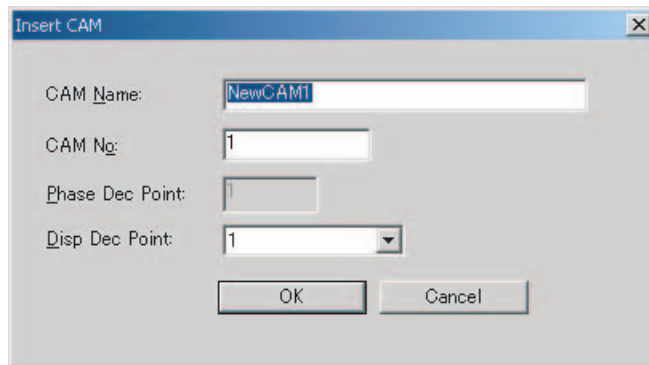 Insert CAM
CAM Name: NewCAM1
CAM No: 1
Phase Dec Point: 1
Disp Dec Point: 1
OK Cancel